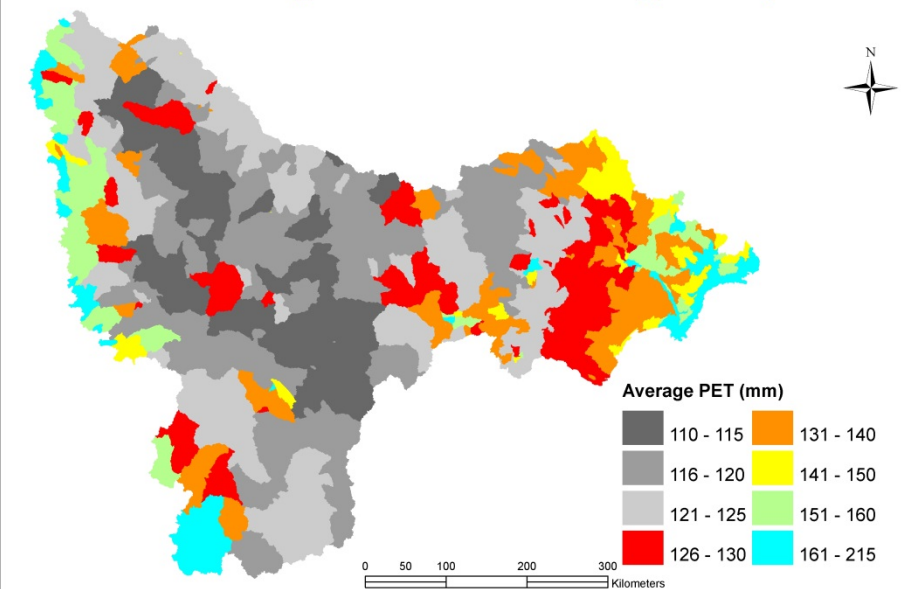 N
Average PET (mm)
110 - 115 131 - 140
116 - 120 141 - 150
121 - 125 151 - 160
126 - 130 161 - 215
0 50 100 200 300
Kilometers